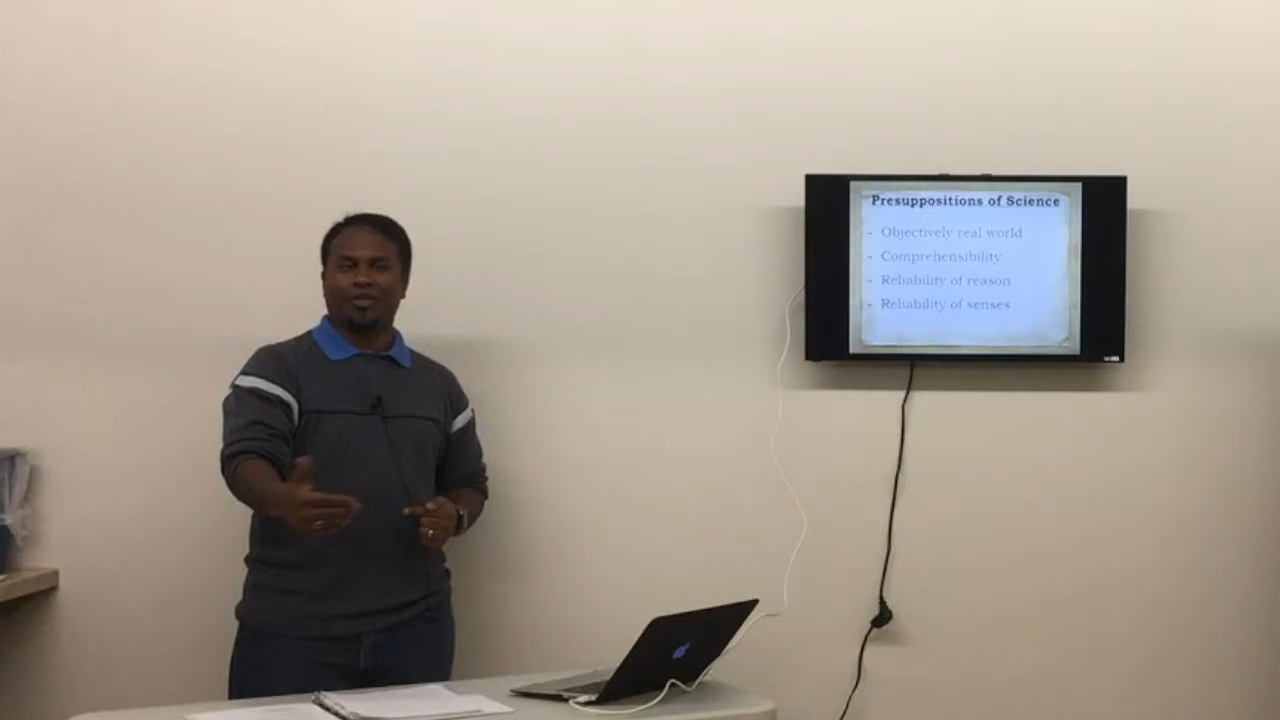 Presuppositions of Science
- Objectively real world
- Comprehensibility
- Reliability of reason
- Reliability of senses